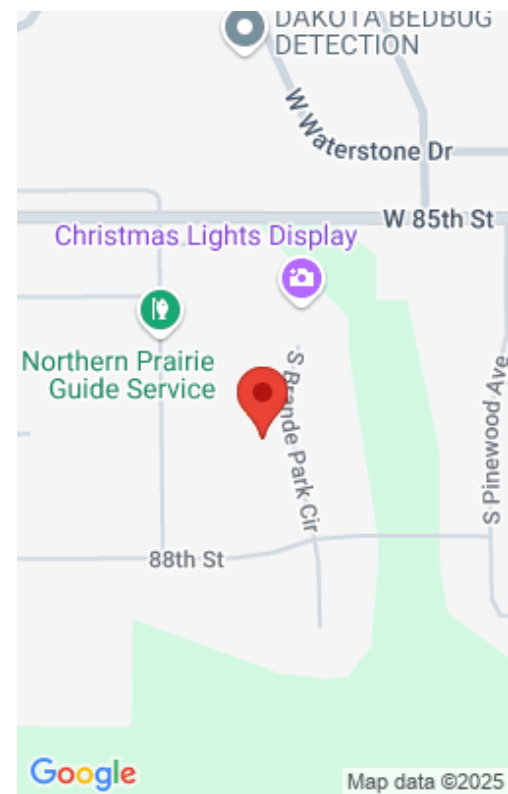 DAKOTA BEDBUG
DETECTION
W Waterstone Dr
W 85th St
Christmas Lights Display
Northern Prairie
Guide Service
S Brande Park Cir
S Pinewood Ave
88th St
Google
Map data ©2025